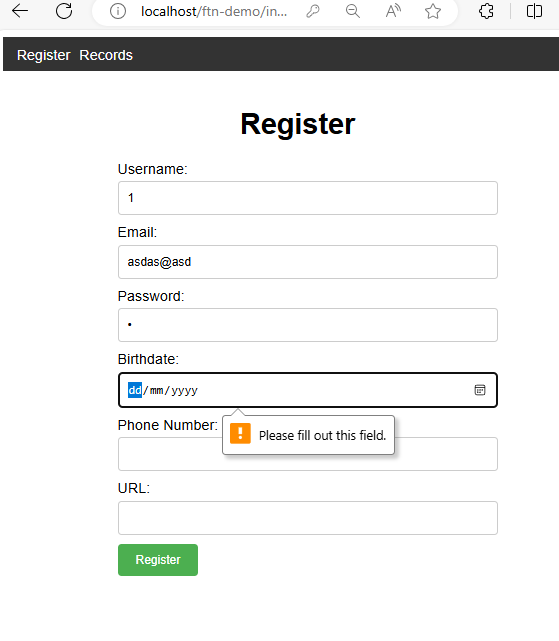 localhost/ftn-demo/in...
Register Records
Register
Username:
1
Email:
asdas@asd
Password:
•
Birthdate:
dd/mm/yyyy
Phone Number:
Please fill out this field.
URL:
Register